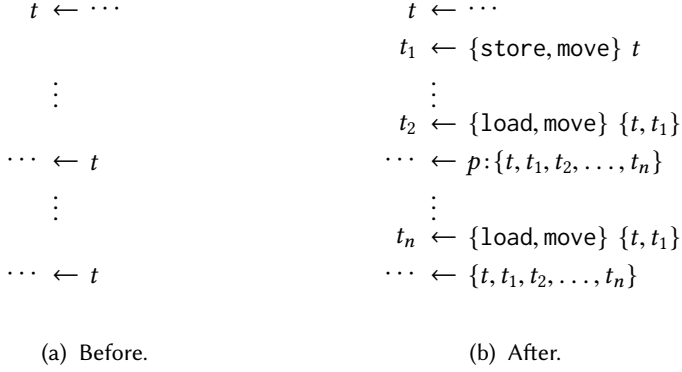 t ← ⋯
⋮
⋯ ← t
⋮
⋯ ← t
(a) Before.
t ← ⋯
t₁ ← {store, move} t
⋮
t₂ ← {load, move} {t, t₁}
⋯ ← p:{t, t₁, t₂, …, tₙ}
⋮
tₙ ← {load, move} {t, t₁}
⋯ ← {t, t₁, t₂, …, tₙ}
(b) After.